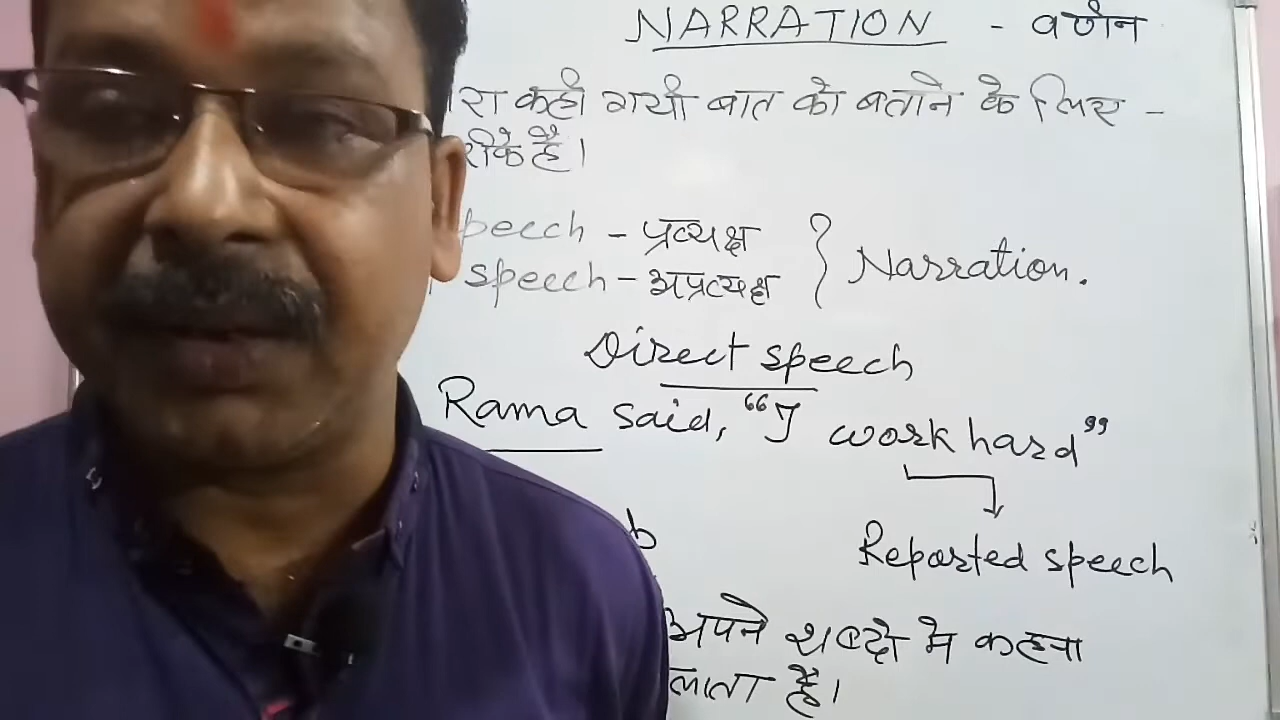 NARRATION - वर्णन
रा कही गयी बात को बताने के लिए -
रीके है।
peech - प्रत्यक्ष } Narration.
speech - अप्रत्यक्ष
Direct speech
Rama said, “I work hard”
b
Reported speech
अपने शब्दो मे कहना
लाता है।